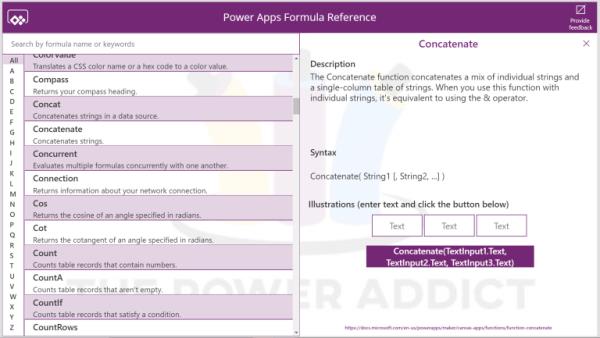 Power Apps Formula Reference
Provide
feedback
Search by formula name or keywords
All
A
B
C
D
E
F
G
H
I
J
K
L
M
N
O
P
Q
R
S
T
U
V
W
X
Y
Z
ColorValue
Translates a CSS color name or a hex code to a color value.
Compass
Returns your compass heading.
Concat
Concatenates strings in a data source.
Concatenate
Concatenates strings.
Concurrent
Evaluates multiple formulas concurrently with one another.
Connection
Returns information about your network connection.
Cos
Returns the cosine of an angle specified in radians.
Cot
Returns the cotangent of an angle specified in radians.
Count
Counts table records that contain numbers.
CountA
Counts table records that aren't empty.
CountIf
Counts table records that satisfy a condition.
CountRows
Concatenate
Description
The Concatenate function concatenates a mix of individual strings and
a single-column table of strings. When you use this function with
individual strings, it's equivalent to using the & operator.
Syntax
Concatenate( String1 [, String2, ...] )
Illustrations (enter text and click the button below)
Text Text Text
Concatenate(TextInput1.Text,
TextInput2.Text, TextInput3.Text)
THE POWER ADDICT
https://docs.microsoft.com/en-us/powerapps/maker/canvas-apps/functions/function-concatenate